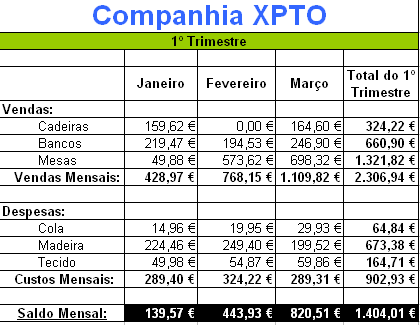 Companhia XPTO
1º Trimestre
Janeiro Fevereiro Março Total do 1º
Trimestre
Vendas:
Cadeiras 159,62 € 0,00 € 164,60 € 324,22 €
Bancos 219,47 € 194,53 € 246,90 € 660,90 €
Mesas 49,88 € 573,62 € 698,32 € 1.321,82 €
Vendas Mensais: 428,97 € 768,15 € 1.109,82 € 2.306,94 €
Despesas:
Cola 14,96 € 19,95 € 29,93 € 64,84 €
Madeira 224,46 € 249,40 € 199,52 € 673,38 €
Tecido 49,98 € 54,87 € 59,86 € 164,71 €
Custos Mensais: 289,40 € 324,22 € 289,31 € 902,93 €
Saldo Mensal: 139,57 € 443,93 € 820,51 € 1.404,01 €